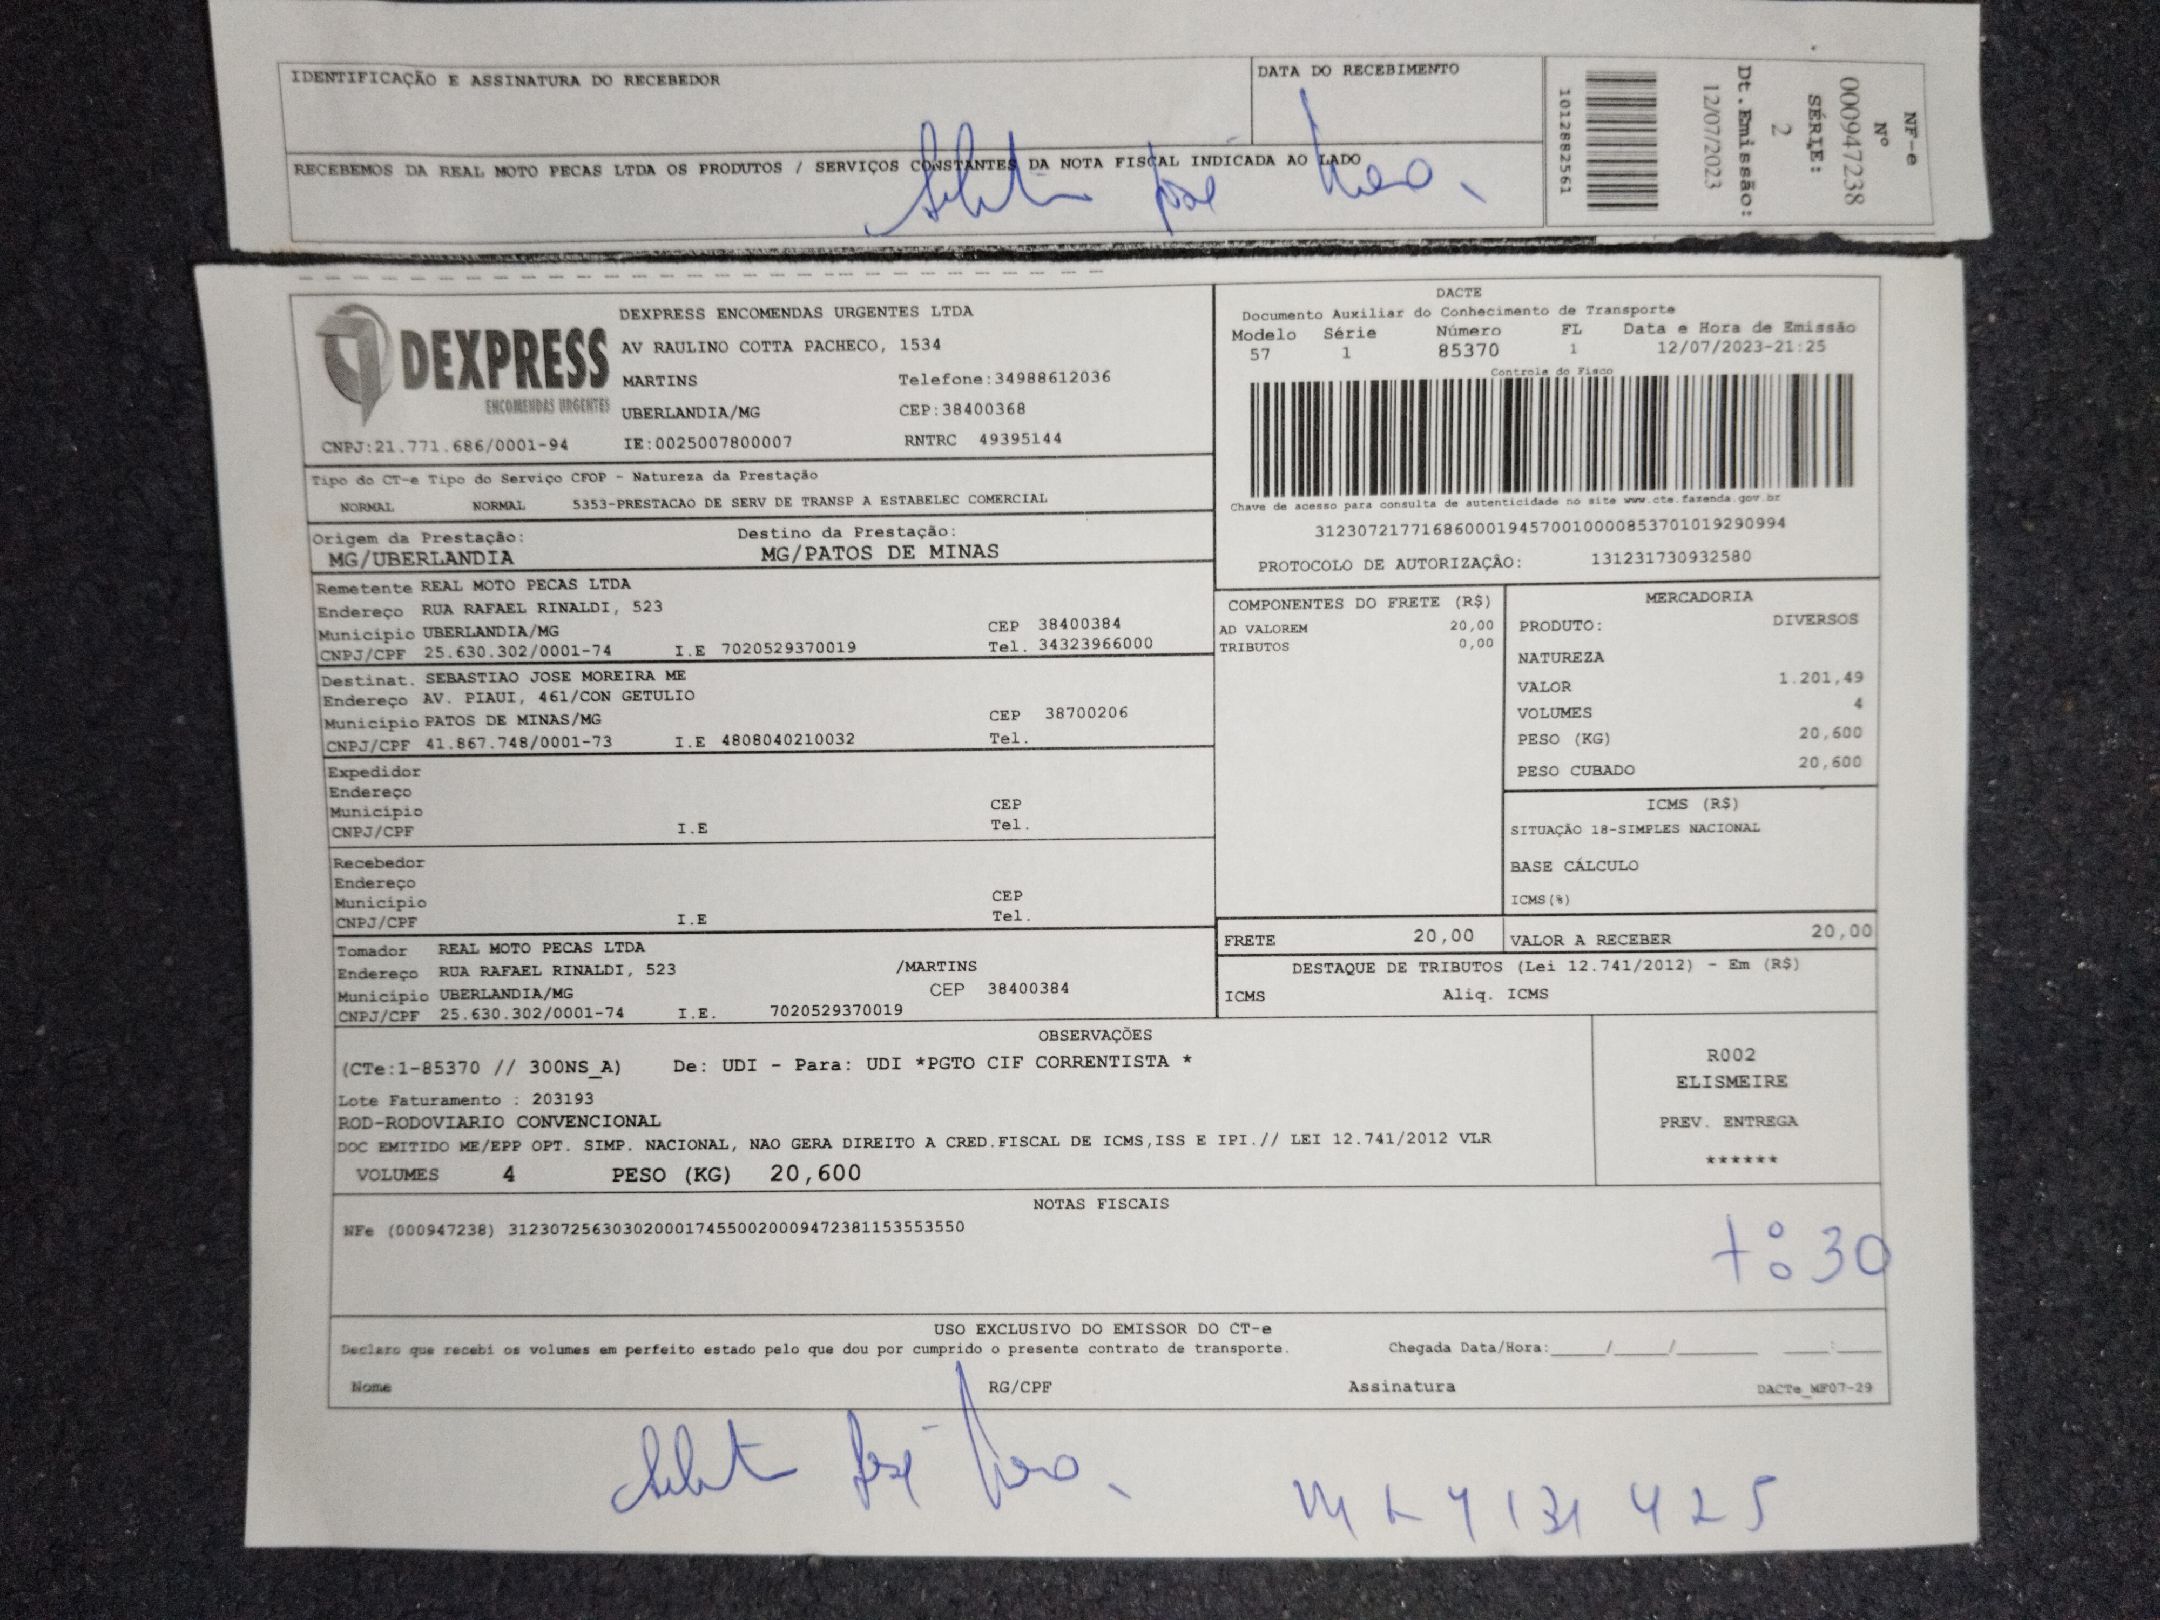 IDENTIFICAÇÃO E ASSINATURA DO RECEBEDOR
DATA DO RECEBIMENTO
RECEBEMOS DA REAL MOTO PECAS LTDA OS PRODUTOS / SERVIÇOS CONSTANTES DA NOTA FISCAL INDICADA AO LADO
101282561
NF-e
Nº
000947238
SÉRIE:
2
Dt.Emissão:
12/07/2023
DEXPRESS
ENCOMENDAS URGENTES
DEXPRESS ENCOMENDAS URGENTES LTDA
AV RAULINO COTTA PACHECO, 1534
MARTINS Telefone:34988612036
UBERLANDIA/MG CEP:38400368
CNPJ:21.771.686/0001-94 IE:0025007800007 RNTRC 49395144
DACTE
Documento Auxiliar do Conhecimento de Transporte
Modelo Série Número FL Data e Hora de Emissão
57 1 85370 1 12/07/2023-21:25
Controle do Fisco
Chave de acesso para consulta de autenticidade no site www.cte.fazenda.gov.br
31230721771686000194570010000853701019290994
PROTOCOLO DE AUTORIZAÇÃO: 131231730932580
Tipo do CT-e Tipo do Serviço CFOP - Natureza da Prestação
NORMAL NORMAL 5353-PRESTACAO DE SERV DE TRANSP A ESTABELEC COMERCIAL
Origem da Prestação: Destino da Prestação:
MG/UBERLANDIA MG/PATOS DE MINAS
Remetente REAL MOTO PECAS LTDA
Endereço RUA RAFAEL RINALDI, 523
Município UBERLANDIA/MG CEP 38400384
CNPJ/CPF 25.630.302/0001-74 I.E 7020529370019 Tel. 34323966000
Destinat. SEBASTIAO JOSE MOREIRA ME
Endereço AV. PIAUI, 461/CON GETULIO
Município PATOS DE MINAS/MG CEP 38700206
CNPJ/CPF 41.867.748/0001-73 I.E 4808040210032 Tel.
Expedidor
Endereço
Município CEP
CNPJ/CPF I.E Tel.
Recebedor
Endereço
Município CEP
CNPJ/CPF I.E Tel.
Tomador REAL MOTO PECAS LTDA
Endereço RUA RAFAEL RINALDI, 523 /MARTINS
Município UBERLANDIA/MG CEP 38400384
CNPJ/CPF 25.630.302/0001-74 I.E. 7020529370019
COMPONENTES DO FRETE (R$)
AD VALOREM 20,00
TRIBUTOS 0,00
MERCADORIA
PRODUTO: DIVERSOS
NATUREZA
VALOR 1.201,49
VOLUMES 4
PESO (KG) 20,600
PESO CUBADO 20,600
ICMS (R$)
SITUAÇÃO 18-SIMPLES NACIONAL
BASE CÁLCULO
ICMS(%)
FRETE 20,00 VALOR A RECEBER 20,00
DESTAQUE DE TRIBUTOS (Lei 12.741/2012) - Em (R$)
ICMS Aliq. ICMS
OBSERVAÇÕES
(CTe:1-85370 // 300NS_A) De: UDI - Para: UDI *PGTO CIF CORRENTISTA *
Lote Faturamento : 203193
ROD-RODOVIARIO CONVENCIONAL
DOC EMITIDO ME/EPP OPT. SIMP. NACIONAL, NAO GERA DIREITO A CRED.FISCAL DE ICMS,ISS E IPI.// LEI 12.741/2012 VLR
VOLUMES 4 PESO (KG) 20,600
R002
ELISMEIRE
PREV. ENTREGA
******
NOTAS FISCAIS
NFe (000947238) 31230725630302000174550020009472381153553550
USO EXCLUSIVO DO EMISSOR DO CT-e
Declaro que recebi os volumes em perfeito estado pelo que dou por cumprido o presente contrato de transporte. Chegada Data/Hora:_____/_____/_______ ____:____
Nome RG/CPF Assinatura DACTe_MF07-29